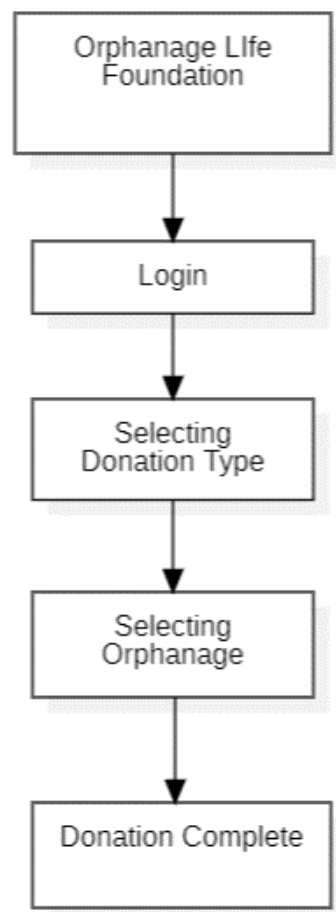 Orphanage LIfe
Foundation
Login
Selecting
Donation Type
Selecting
Orphanage
Donation Complete